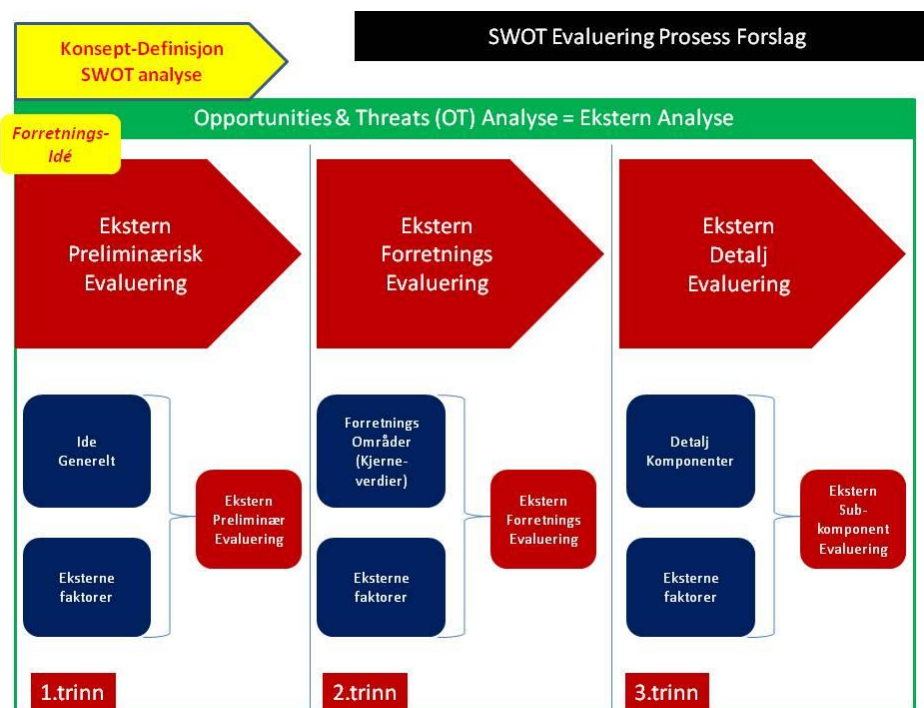 Konsept-Definisjon
SWOT analyse
SWOT Evaluering Prosess Forslag
Opportunities & Threats (OT) Analyse = Ekstern Analyse
Forretnings-
Idé
Ekstern
Preliminærisk
Evaluering
Ekstern
Forretnings
Evaluering
Ekstern
Detalj
Evaluering
Ide
Generelt
Eksterne
faktorer
Ekstern
Preliminær
Evaluering
Forretnings
Områder
(Kjerne-
verdier)
Eksterne
faktorer
Ekstern
Forretnings
Evaluering
Detalj
Komponenter
Eksterne
faktorer
Ekstern
Sub-
komponent
Evaluering
1.trinn
2.trinn
3.trinn